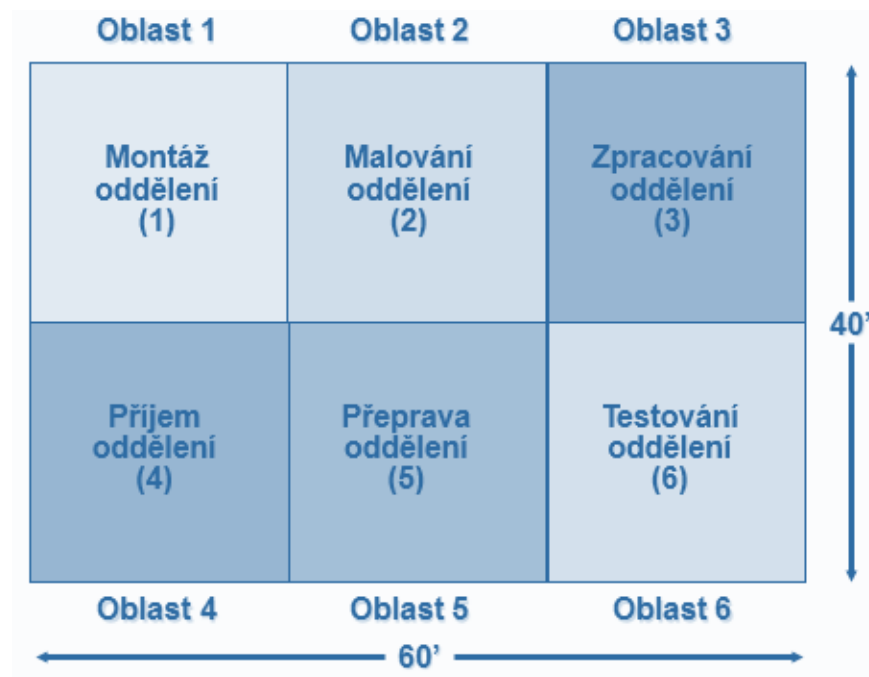 Oblast 1 Oblast 2 Oblast 3
Montáž
oddělení
(1)
Malování
oddělení
(2)
Zpracování
oddělení
(3)
40’
Příjem
oddělení
(4)
Přeprava
oddělení
(5)
Testování
oddělení
(6)
Oblast 4 Oblast 5 Oblast 6
60’